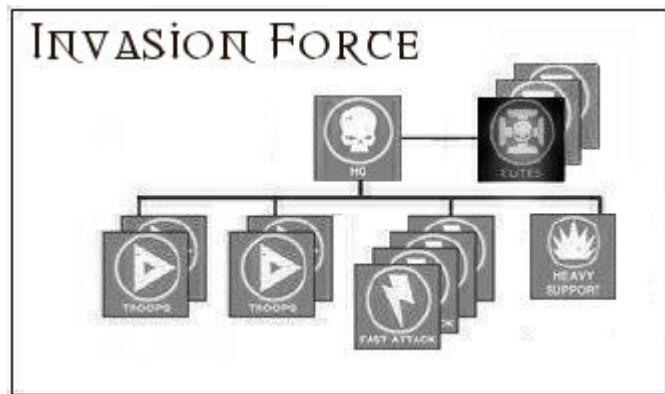 Invasion Force
HQ
ELITES
TROOPS
TROOPS
FAST ATTACK
HEAVY
SUPPORT